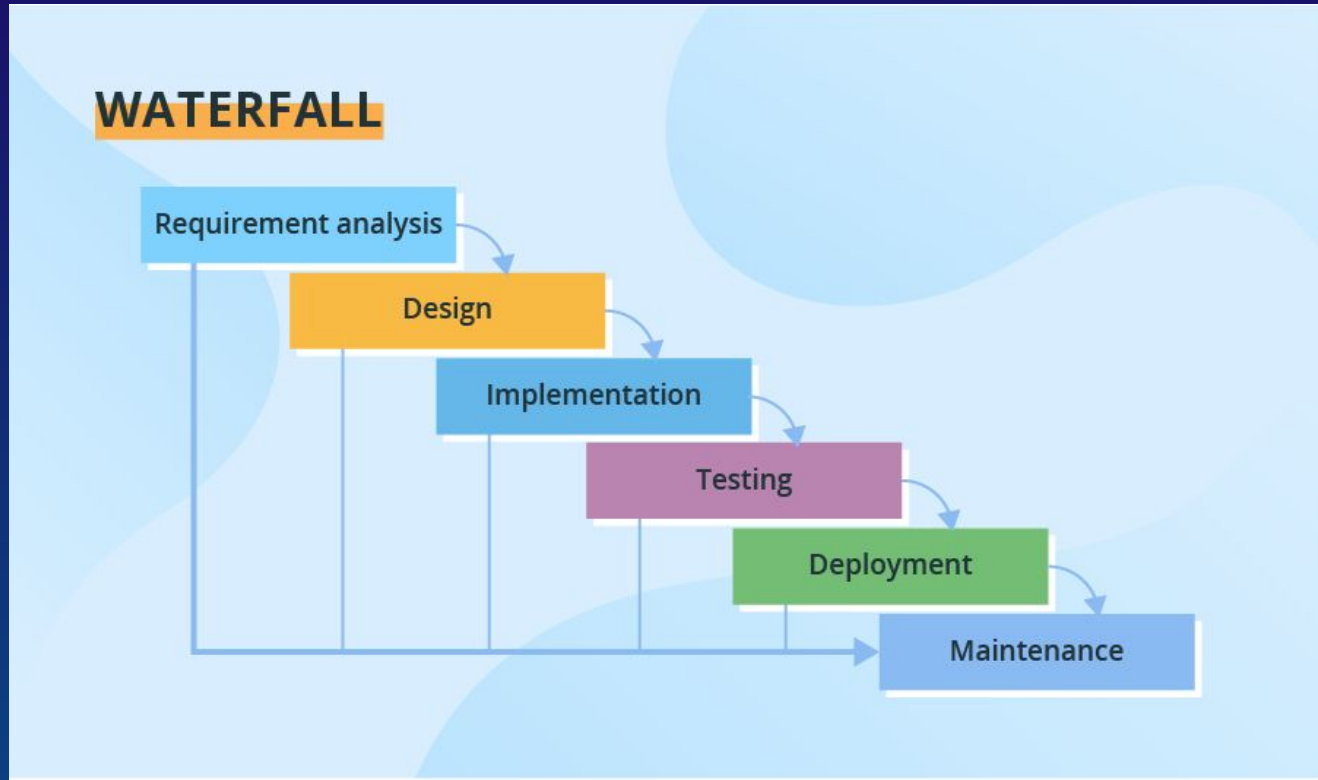 WATERFALL
Requirement analysis
Design
Implementation
Testing
Deployment
Maintenance